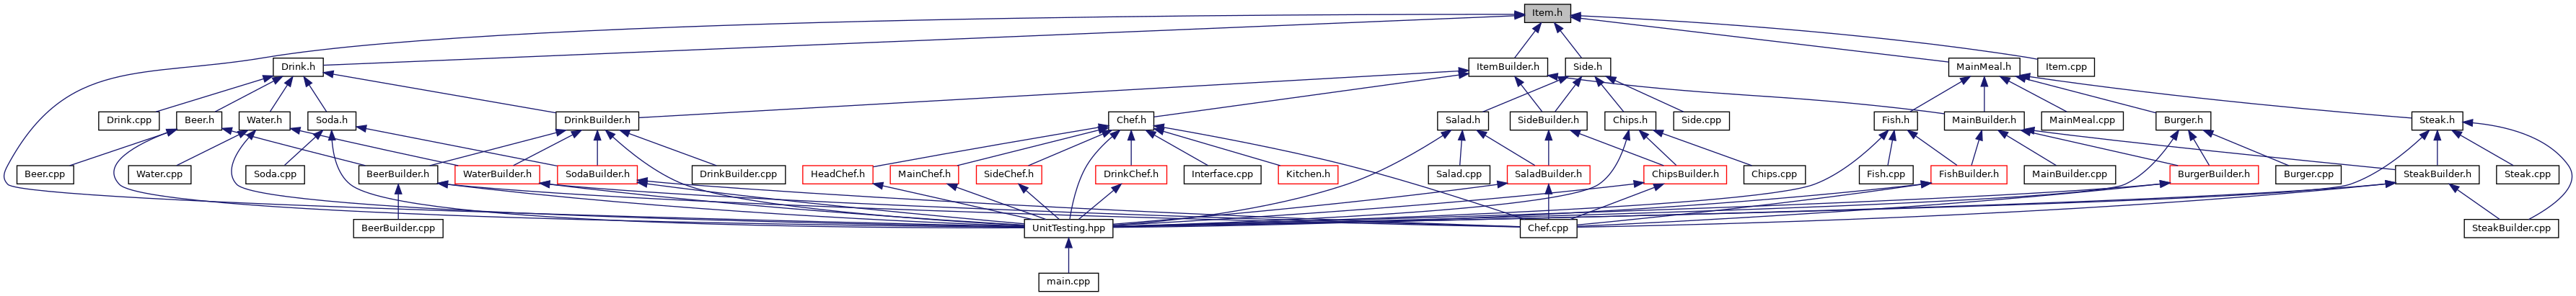 Item.h
Drink.h
ItemBuilder.h
Side.h
MainMeal.h
Item.cpp
Drink.cpp
Beer.h
Water.h
Soda.h
DrinkBuilder.h
Chef.h
Salad.h
SideBuilder.h
Chips.h
Side.cpp
Fish.h
MainBuilder.h
MainMeal.cpp
Burger.h
Steak.h
Beer.cpp
Water.cpp
Soda.cpp
BeerBuilder.h
WaterBuilder.h
SodaBuilder.h
DrinkBuilder.cpp
HeadChef.h
MainChef.h
SideChef.h
DrinkChef.h
Interface.cpp
Kitchen.h
Salad.cpp
SaladBuilder.h
ChipsBuilder.h
Chips.cpp
Fish.cpp
FishBuilder.h
MainBuilder.cpp
BurgerBuilder.h
Burger.cpp
SteakBuilder.h
Steak.cpp
BeerBuilder.cpp
UnitTesting.hpp
Chef.cpp
SteakBuilder.cpp
main.cpp